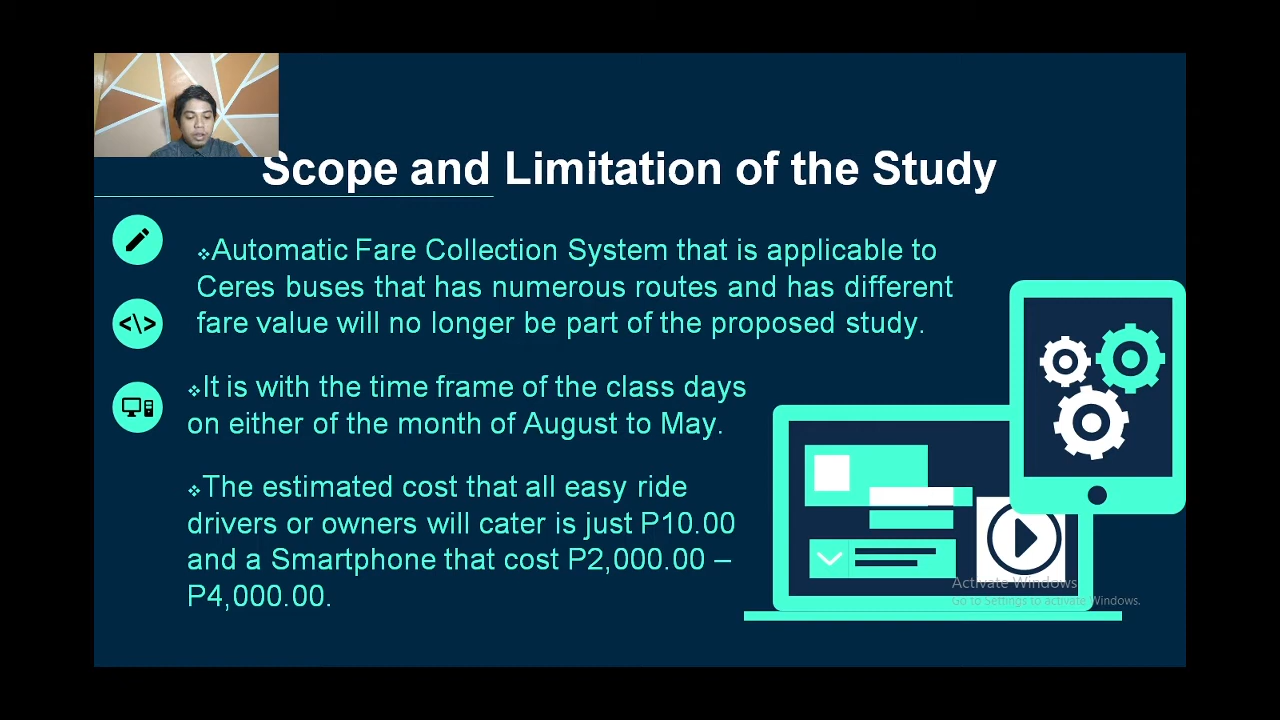 Scope and Limitation of the Study
❖Automatic Fare Collection System that is applicable to
Ceres buses that has numerous routes and has different
fare value will no longer be part of the proposed study.
❖It is with the time frame of the class days
on either of the month of August to May.
❖The estimated cost that all easy ride
drivers or owners will cater is just P10.00
and a Smartphone that cost P2,000.00 –
P4,000.00.
Activate Windows
Go to Settings to activate Windows.